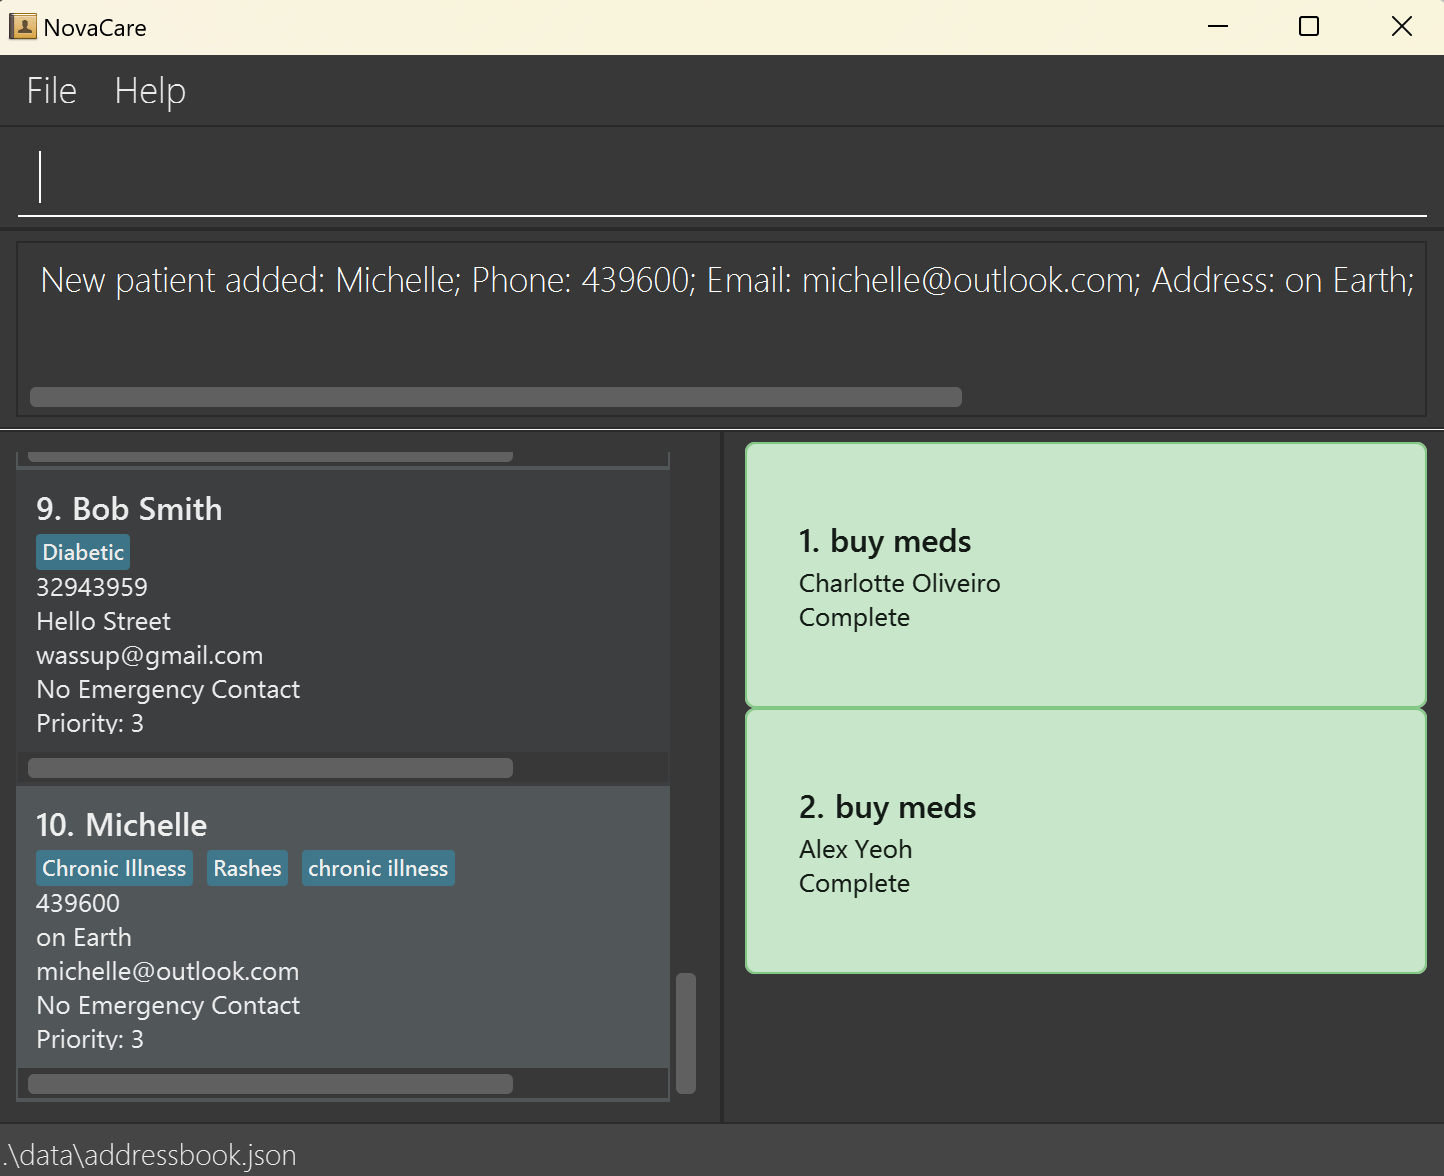 NovaCare
File Help
New patient added: Michelle; Phone: 439600; Email: michelle@outlook.com; Address: on Earth;
9. Bob Smith
Diabetic
32943959
Hello Street
wassup@gmail.com
No Emergency Contact
Priority: 3
10. Michelle
Chronic Illness Rashes chronic illness
439600
on Earth
michelle@outlook.com
No Emergency Contact
Priority: 3
1. buy meds
Charlotte Oliveiro
Complete
2. buy meds
Alex Yeoh
Complete
.\data\addressbook.json